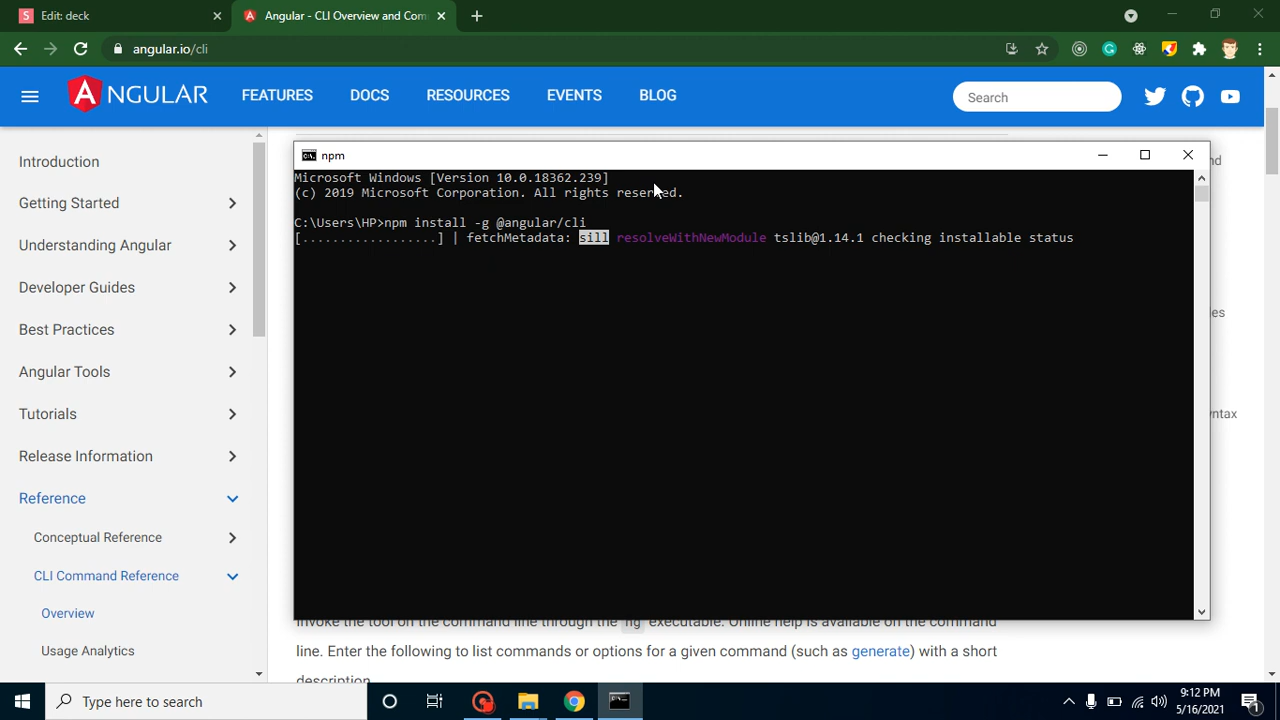 Edit: deck
Angular - CLI Overview and Com
angular.io/cli
ANGULAR
FEATURES
DOCS
RESOURCES
EVENTS
BLOG
Search
Introduction
Getting Started
Understanding Angular
Developer Guides
Best Practices
Angular Tools
Tutorials
Release Information
Reference
Conceptual Reference
CLI Command Reference
Overview
Usage Analytics
npm
Microsoft Windows [Version 10.0.18362.239]
(c) 2019 Microsoft Corporation. All rights reserved.
C:\Users\HP>npm install -g @angular/cli
[..................] | fetchMetadata: sill resolveWithNewModule tslib@1.14.1 checking installable status
nd
es
ntax
Invoke the tool on the command line through the ng executable. Online help is available on the command
line. Enter the following to list commands or options for a given command (such as generate) with a short
description.
Type here to search
9:12 PM
5/16/2021
1